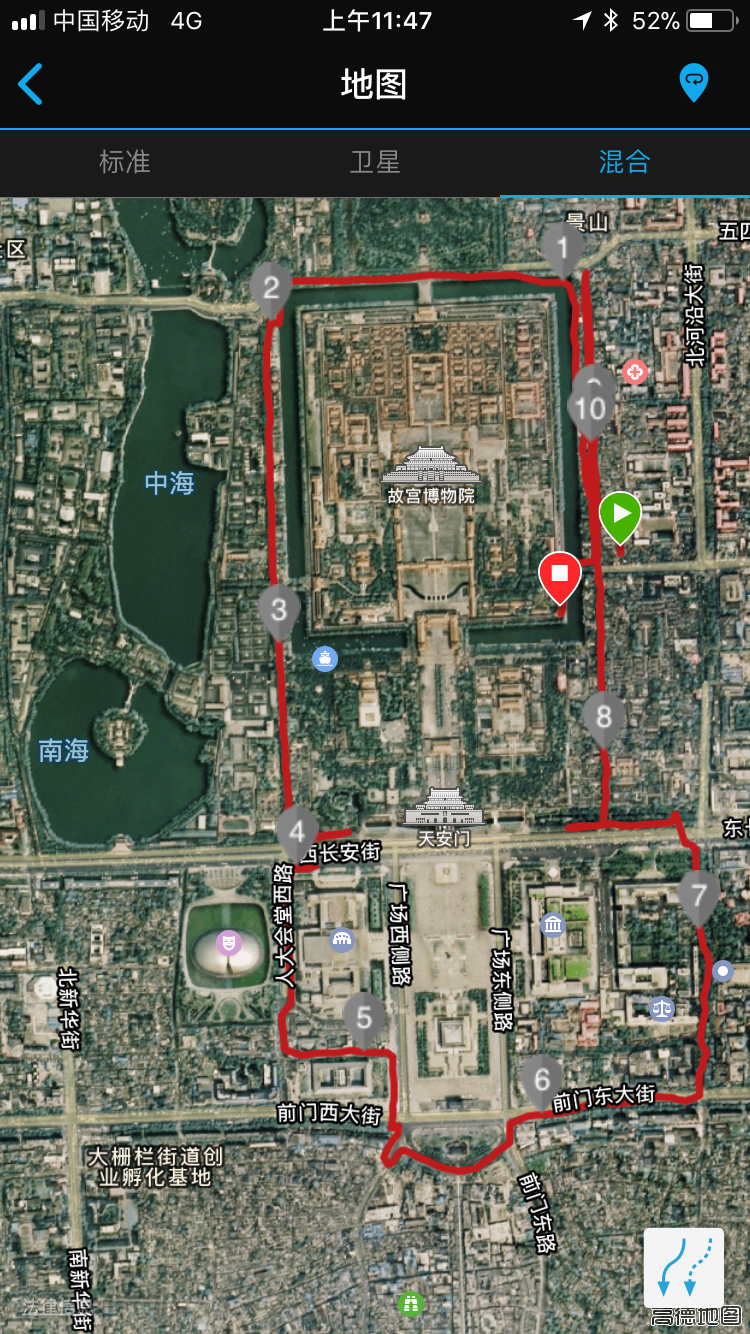 中国移动 4G 上午11:47 52%
地图
标准 卫星 混合
景山
五四
区
1
2
北河沿大街
10
中海
故宫博物院
3
南海
8
4
天安门
西长安街
东长
7
人大会堂西路
广场西侧路
广场东侧路
北新华街
5
6
前门西大街
前门东大街
大栅栏街道创
业孵化基地
前门东路
南新华街
法律信息
高德地图